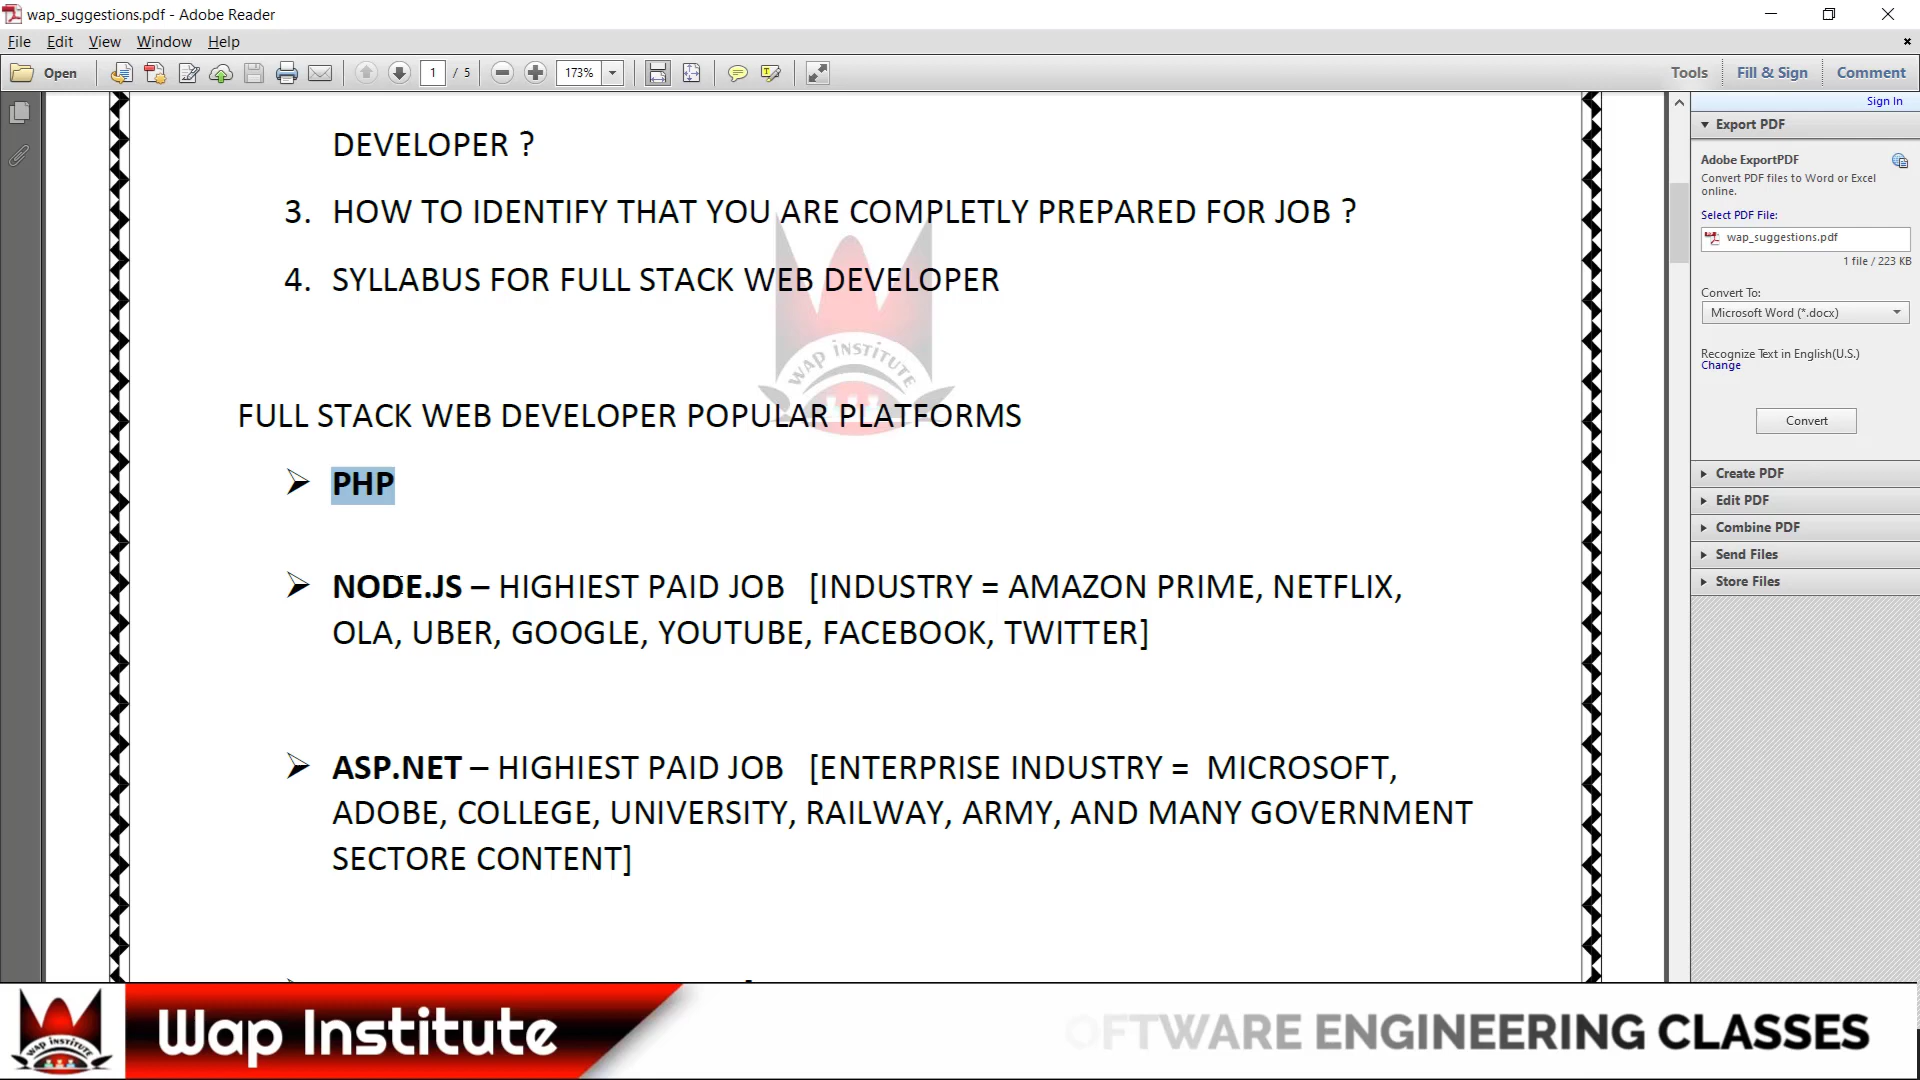 wap_suggestions.pdf - Adobe Reader
File Edit View Window Help
Open 1 / 5 173% Tools Fill & Sign Comment
Sign In
Export PDF
Adobe ExportPDF
Convert PDF files to Word or Excel
online.
Select PDF File:
wap_suggestions.pdf
1 file / 223 KB
Convert To:
Microsoft Word (*.docx)
Recognize Text in English(U.S.)
Change
Convert
Create PDF
Edit PDF
Combine PDF
Send Files
Store Files
DEVELOPER ?
3. HOW TO IDENTIFY THAT YOU ARE COMPLETLY PREPARED FOR JOB ?
4. SYLLABUS FOR FULL STACK WEB DEVELOPER
WAP INSTITUTE
FULL STACK WEB DEVELOPER POPULAR PLATFORMS
PHP
NODE.JS – HIGHIEST PAID JOB [INDUSTRY = AMAZON PRIME, NETFLIX,
OLA, UBER, GOOGLE, YOUTUBE, FACEBOOK, TWITTER]
ASP.NET – HIGHIEST PAID JOB [ENTERPRISE INDUSTRY = MICROSOFT,
ADOBE, COLLEGE, UNIVERSITY, RAILWAY, ARMY, AND MANY GOVERNMENT
SECTORE CONTENT]
WAP INSTITUTE
Wap Institute
OFTWARE ENGINEERING CLASSES